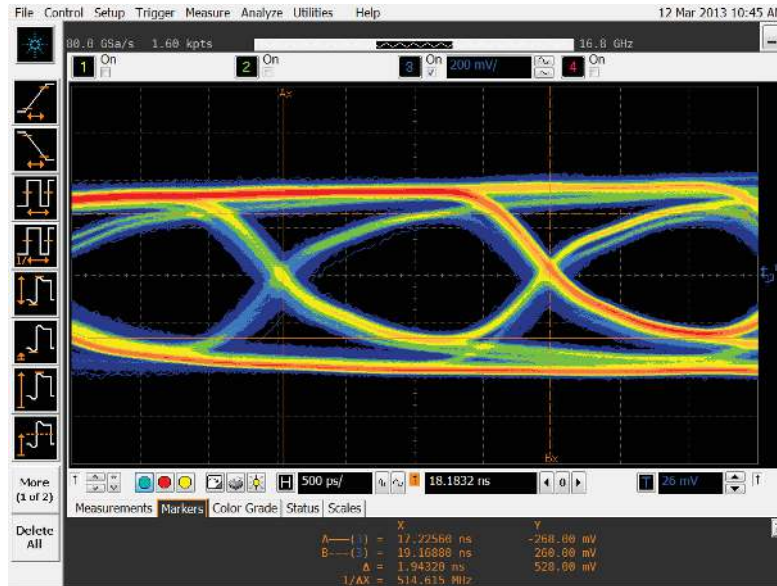 File Control Setup Trigger Measure Analyze Utilities Help 12 Mar 2013 10:45 AM
80.0 GSa/s 1.60 kpts 16.8 GHz
1 On 2 On 3 On 200 mV/ 4 On
Ax
Bx
More
(1 of 2)
Delete
All
H 500 ps/ 18.1832 ns 0 T 26 mV
Measurements Markers Color Grade Status Scales
X Y
A——(3) = 17.22560 ns -268.00 mV
B---(3) = 19.16880 ns 260.00 mV
Δ = 1.94320 ns 528.00 mV
1/ΔX = 514.615 MHz